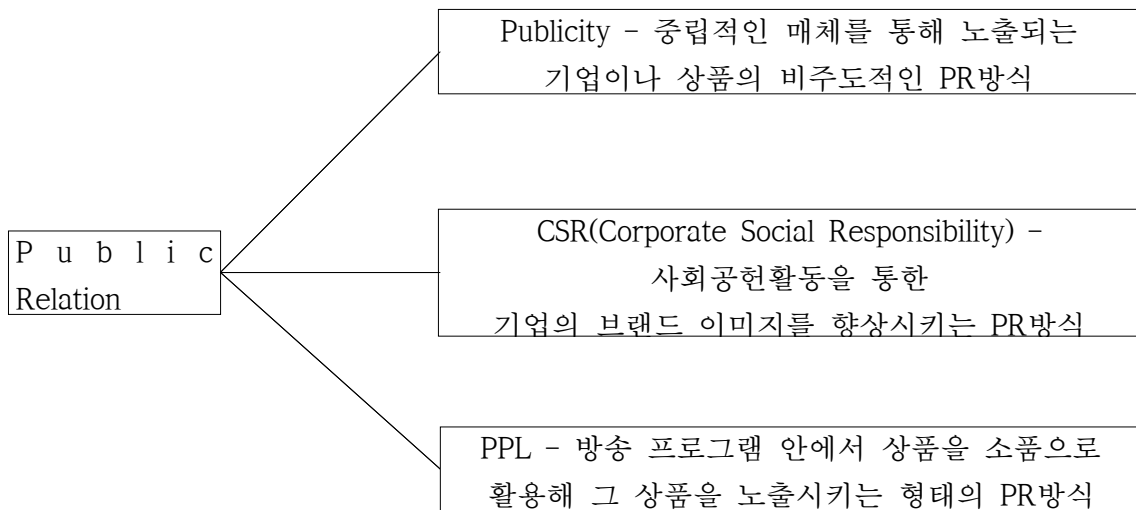 Publicity - 중립적인 매체를 통해 노출되는
기업이나 상품의 비주도적인 PR방식
Public
Relation
CSR(Corporate Social Responsibility) -
사회공헌활동을 통한
기업의 브랜드 이미지를 향상시키는 PR방식
PPL - 방송 프로그램 안에서 상품을 소품으로
활용해 그 상품을 노출시키는 형태의 PR방식